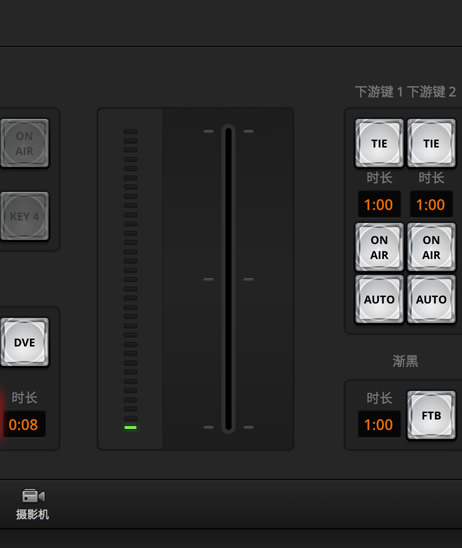 下游键 1 下游键 2
ON
AIR
TIE
TIE
时长
时长
1:00
1:00
KEY 4
ON
AIR
ON
AIR
AUTO
AUTO
DVE
渐黑
时长
0:08
时长
1:00
FTB
摄影机